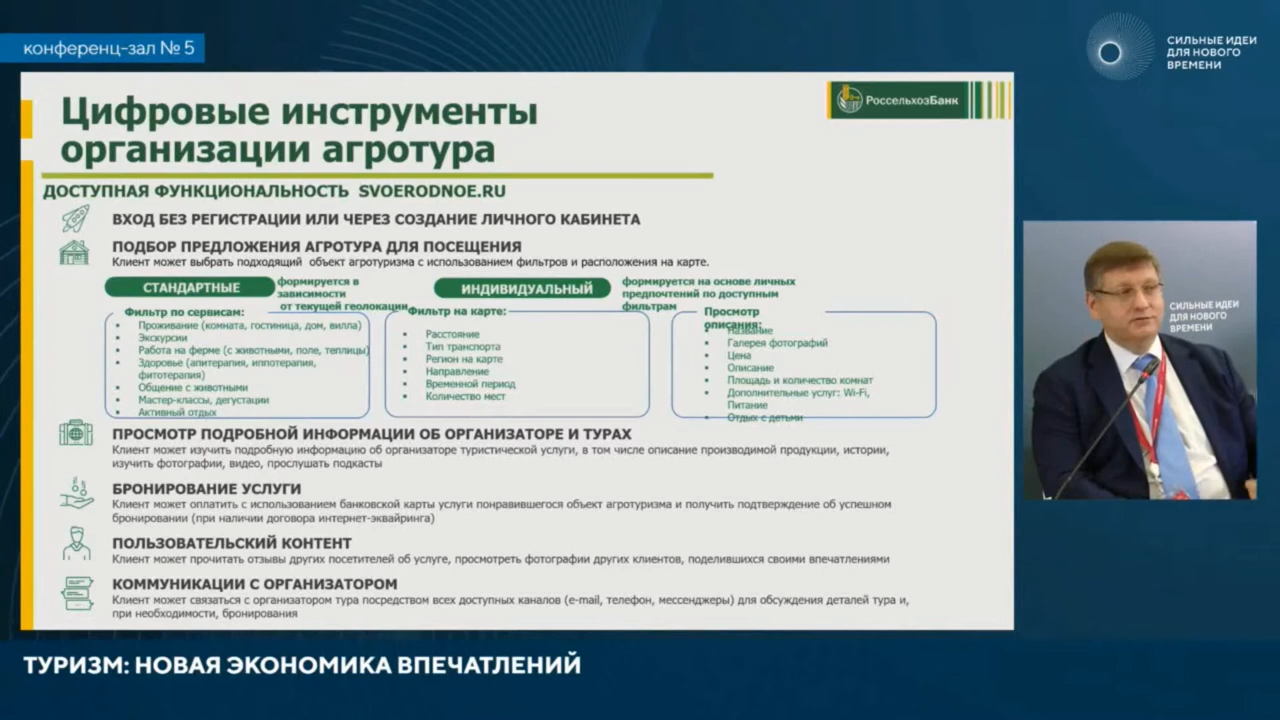 конференц-зал № 5
СИЛЬНЫЕ ИДЕИ
ДЛЯ НОВОГО
ВРЕМЕНИ
Цифровые инструменты
организации агротура
РоссельхозБанк
ДОСТУПНАЯ ФУНКЦИОНАЛЬНОСТЬ SVOERODNOE.RU
ВХОД БЕЗ РЕГИСТРАЦИИ ИЛИ ЧЕРЕЗ СОЗДАНИЕ ЛИЧНОГО КАБИНЕТА
ПОДБОР ПРЕДЛОЖЕНИЯ АГРОТУРА ДЛЯ ПОСЕЩЕНИЯ
Клиент может выбрать подходящий объект агротуризма с использованием фильтров и расположения на карте.
СТАНДАРТНЫЕ
формируется в
зависимости
от текущей геолокации
ИНДИВИДУАЛЬНЫЙ
формируется на основе личных
предпочтений по доступным
фильтрам
Фильтр по сервисам:
• Проживание (комната, гостиница, дом, вилла)
• Экскурсии
• Работа на ферме (с животными, поле, теплицы)
• Здоровье (апитерапия, иппотерапия,
фитотерапия)
• Общение с животными
• Мастер-классы, дегустации
• Активный отдых
Фильтр на карте:
• Расстояние
• Тип транспорта
• Регион на карте
• Направление
• Временной период
• Количество мест
Просмотр
описания:
• Название
• Галерея фотографий
• Цена
• Описание
• Площадь и количество комнат
• Дополнительные услуг: Wi-Fi,
Питание
• Отдых с детьми
ПРОСМОТР ПОДРОБНОЙ ИНФОРМАЦИИ ОБ ОРГАНИЗАТОРЕ И ТУРАХ
Клиент может изучить подробную информацию об организаторе туристической услуги, в том числе описание производимой продукции, истории,
изучить фотографии, видео, прослушать подкасты
БРОНИРОВАНИЕ УСЛУГИ
Клиент может оплатить с использованием банковской карты услуги понравившегося объект агротуризма и получить подтверждение об успешном
бронировании (при наличии договора интернет-эквайринга)
ПОЛЬЗОВАТЕЛЬСКИЙ КОНТЕНТ
Клиент может прочитать отзывы других посетителей об услуге, просмотреть фотографии других клиентов, поделившихся своими впечатлениями
КОММУНИКАЦИИ С ОРГАНИЗАТОРОМ
Клиент может связаться с организатором тура посредством всех доступных каналов (e-mail, телефон, мессенджеры) для обсуждения деталей тура и,
при необходимости, бронирования
СИЛЬНЫЕ ИДЕИ
ДЛЯ НОВОГО
ВРЕМЕНИ
ТУРИЗМ: НОВАЯ ЭКОНОМИКА ВПЕЧАТЛЕНИЙ